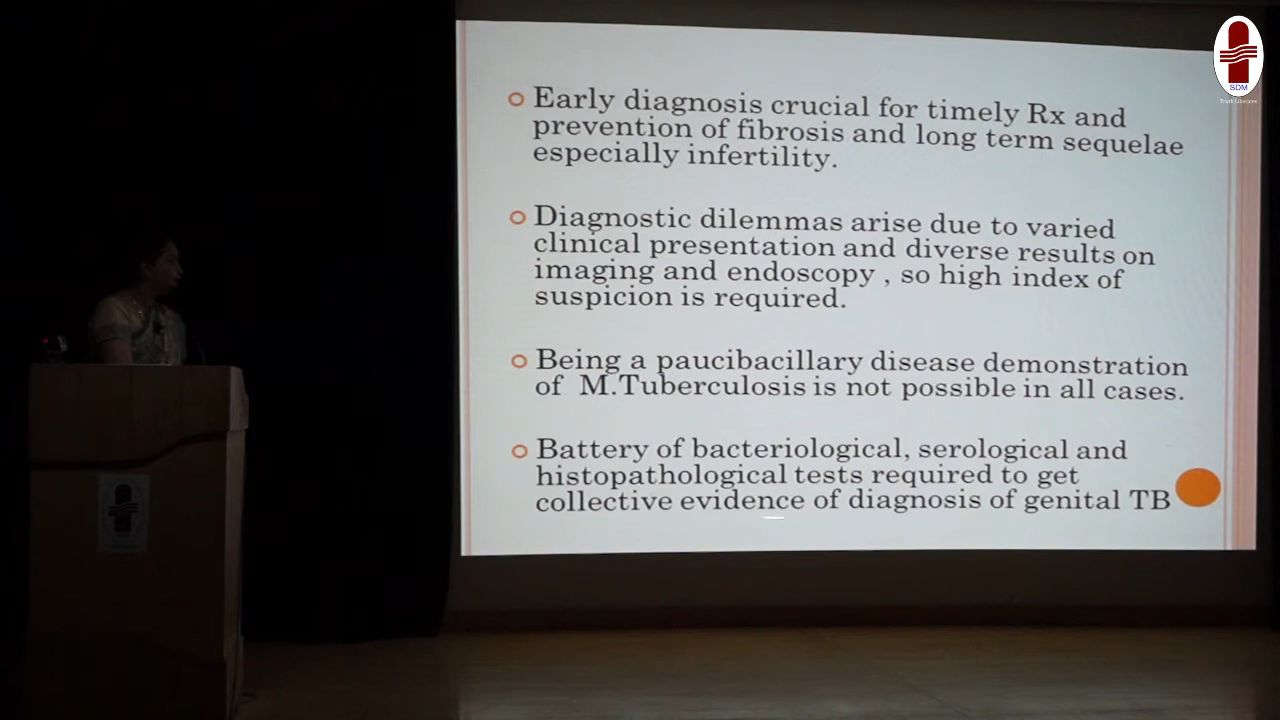 SDM
Truth Liberates
Early diagnosis crucial for timely Rx and
prevention of fibrosis and long term sequelae
especially infertility.
Diagnostic dilemmas arise due to varied
clinical presentation and diverse results on
imaging and endoscopy , so high index of
suspicion is required.
Being a paucibacillary disease demonstration
of M.Tuberculosis is not possible in all cases.
Battery of bacteriological, serological and
histopathological tests required to get
collective evidence of diagnosis of genital TB